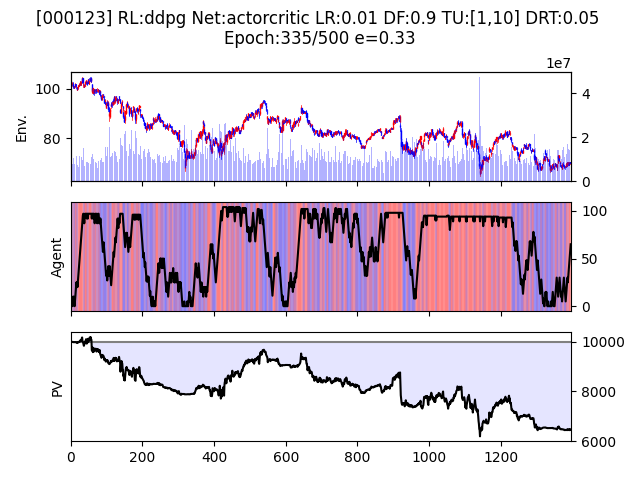 [000123] RL:ddpg Net:actorcritic LR:0.01 DF:0.9 TU:[1,10] DRT:0.05
Epoch:335/500 e=0.33
1e7
100
80
Env.
4
2
0
Agent
100
50
0
PV
10000
8000
6000
0 200 400 600 800 1000 1200